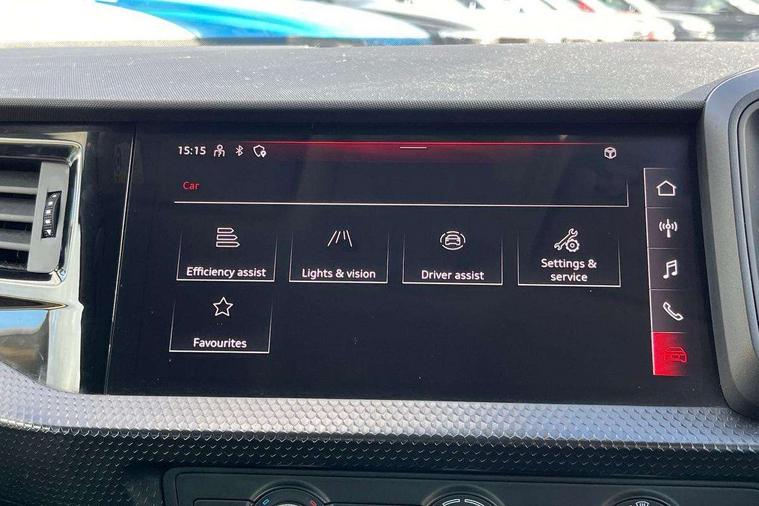 15:15
Car
Efficiency assist
Lights & vision
Driver assist
Settings &
service
Favourites